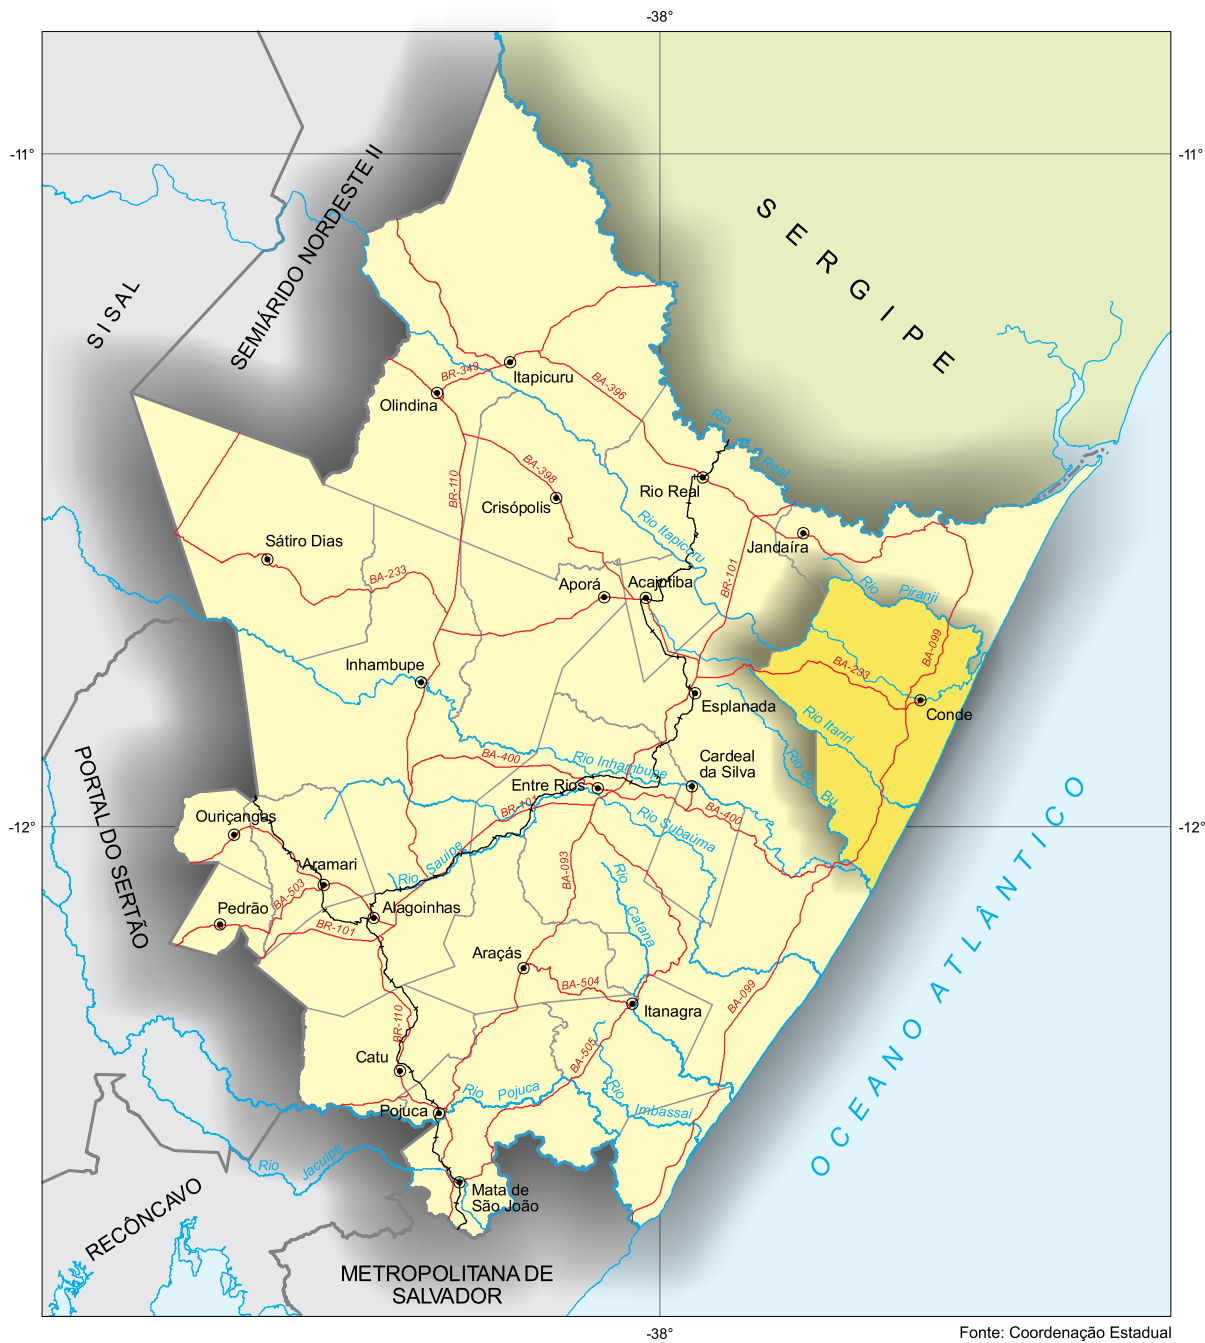 -38°
-11°
-11°
SERGIPE
SEMIÁRIDO NORDESTE II
SISAL
BR-349
Itapicuru
BA-396
Olindina
Rio Real
BR-110
BA-398
Crisópolis
Rio Real
Rio Itapicuru
Sátiro Dias
Jandaíra
BA-233
Aporá
Acajutiba
BR-101
Rio Piranji
BA-099
Inhambupe
BA-233
Esplanada
Conde
Rio Itariri
PORTAL DO SERTÃO
BA-400
Rio Inhambupe
Cardeal
da Silva
Rio do Bu
Entre Rios
BR-101
BA-400
Ouriçangas
Rio Subaúma
-12°
-12°
Aramari
Rio Sauípe
BA-093
Rio Catana
BA-503
Pedrão
Alagoinhas
BR-101
Araçás
BA-504
Itanagra
BA-099
OCEANO ATLÂNTICO
BR-110
Catu
BA-505
Rio Pojuca
Rio Imbassaí
Pojuca
Rio Jacuípe
Mata de
São João
RECÔNCAVO
METROPOLITANA DE
SALVADOR
-38°
Fonte: Coordenação Estadual